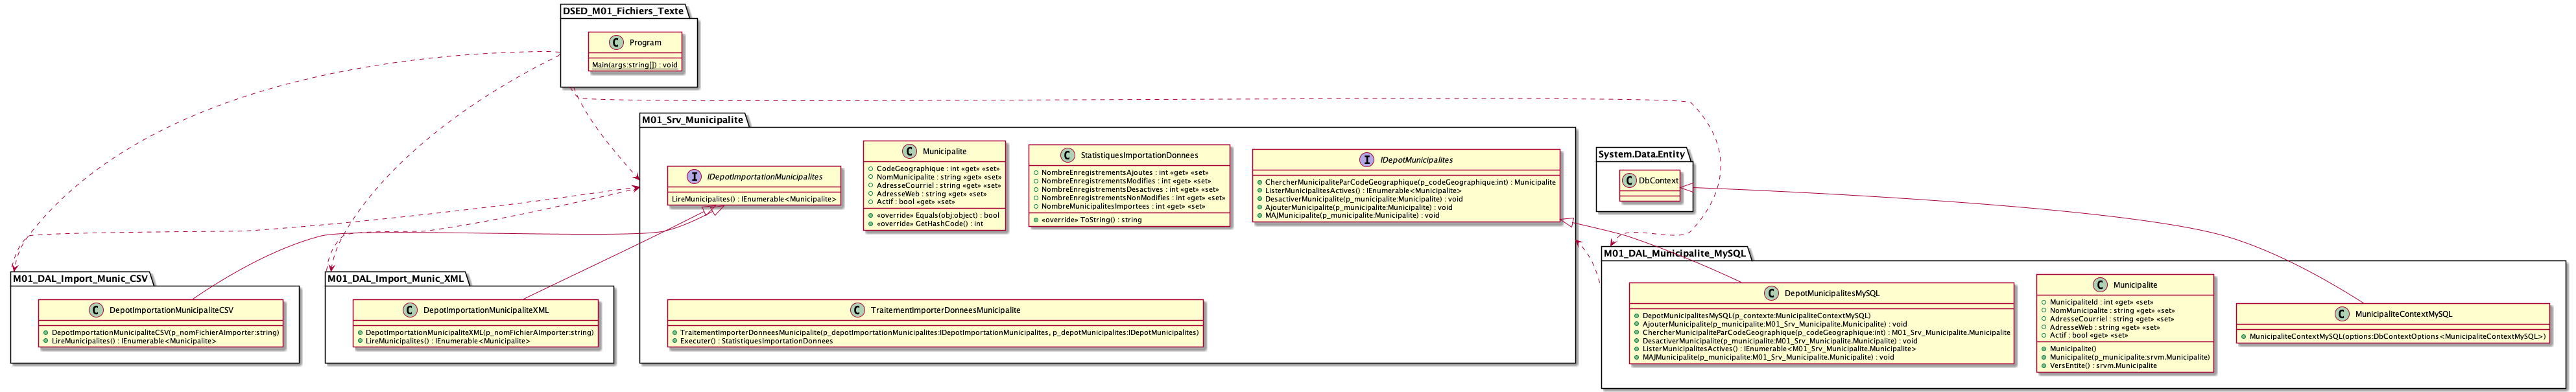 DSED_M01_Fichiers_Texte
C Program
Main(args:string[]) : void
M01_Srv_Municipalite
I IDepotImportationMunicipalites
LireMunicipalites() : IEnumerable<Municipalite>
C Municipalite
CodeGeographique : int «get» «set»
NomMunicipalite : string «get» «set»
AdresseCourriel : string «get» «set»
AdresseWeb : string «get» «set»
Actif : bool «get» «set»
«override» Equals(obj:object) : bool
«override» GetHashCode() : int
C StatistiquesImportationDonnees
NombreEnregistrementsAjoutes : int «get» «set»
NombreEnregistrementsModifies : int «get» «set»
NombreEnregistrementsDesactives : int «get» «set»
NombreEnregistrementsNonModifies : int «get» «set»
NombreMunicipalitesImportees : int «get» «set»
«override» ToString() : string
I IDepotMunicipalites
ChercherMunicipaliteParCodeGeographique(p_codeGeographique:int) : Municipalite
ListerMunicipalitesActives() : IEnumerable<Municipalite>
DesactiverMunicipalite(p_municipalite:Municipalite) : void
AjouterMunicipalite(p_municipalite:Municipalite) : void
MAJMunicipalite(p_municipalite:Municipalite) : void
C TraitementImporterDonneesMunicipalite
TraitementImporterDonneesMunicipalite(p_depotImportationMunicipalites:IDepotImportationMunicipalites, p_depotMunicipalites:IDepotMunicipalites)
Executer() : StatistiquesImportationDonnees
System.Data.Entity
C DbContext
M01_DAL_Import_Munic_CSV
C DepotImportationMunicipaliteCSV
DepotImportationMunicipaliteCSV(p_nomFichierAImporter:string)
LireMunicipalites() : IEnumerable<Municipalite>
M01_DAL_Import_Munic_XML
C DepotImportationMunicipaliteXML
DepotImportationMunicipaliteXML(p_nomFichierAImporter:string)
LireMunicipalites() : IEnumerable<Municipalite>
M01_DAL_Municipalite_MySQL
C DepotMunicipalitesMySQL
DepotMunicipalitesMySQL(p_contexte:MunicipaliteContextMySQL)
AjouterMunicipalite(p_municipalite:M01_Srv_Municipalite.Municipalite) : void
ChercherMunicipaliteParCodeGeographique(p_codeGeographique:int) : M01_Srv_Municipalite.Municipalite
DesactiverMunicipalite(p_municipalite:M01_Srv_Municipalite.Municipalite) : void
ListerMunicipalitesActives() : IEnumerable<M01_Srv_Municipalite.Municipalite>
MAJMunicipalite(p_municipalite:M01_Srv_Municipalite.Municipalite) : void
C Municipalite
MunicipaliteId : int «get» «set»
NomMunicipalite : string «get» «set»
AdresseCourriel : string «get» «set»
AdresseWeb : string «get» «set»
Actif : bool «get» «set»
Municipalite()
Municipalite(p_municipalite:srvm.Municipalite)
VersEntite() : srvm.Municipalite
C MunicipaliteContextMySQL
MunicipaliteContextMySQL(options:DbContextOptions<MunicipaliteContextMySQL>)